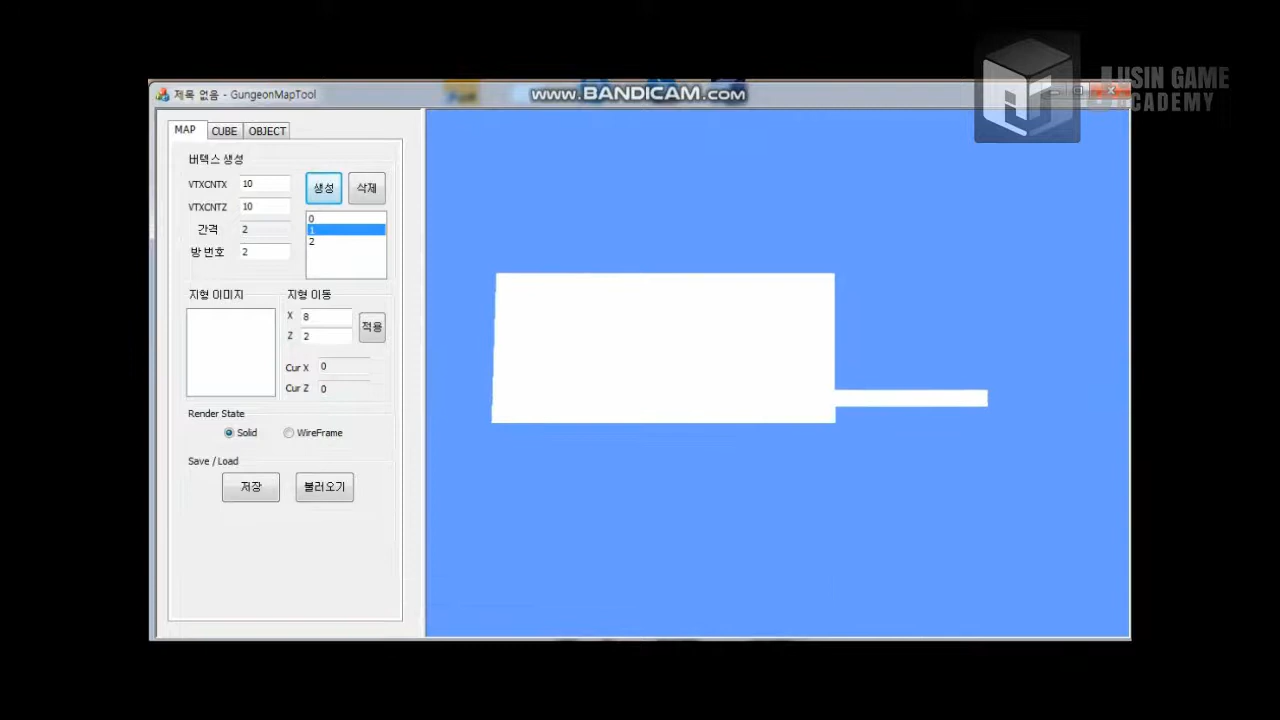 제목 없음 - GungeonMapTool
www.BANDICAM.com
USIN GAME
CADEMY
MAP CUBE OBJECT
버텍스 생성
VTXCNTX 10 생성 삭제
VTXCNTZ 10
0
간격 2
1
방 번호 2
2
지형 이미지 지형 이동
X 8
적용
Z 2
Cur X 0
Cur Z 0
Render State
Solid WireFrame
Save / Load
저장 불러오기